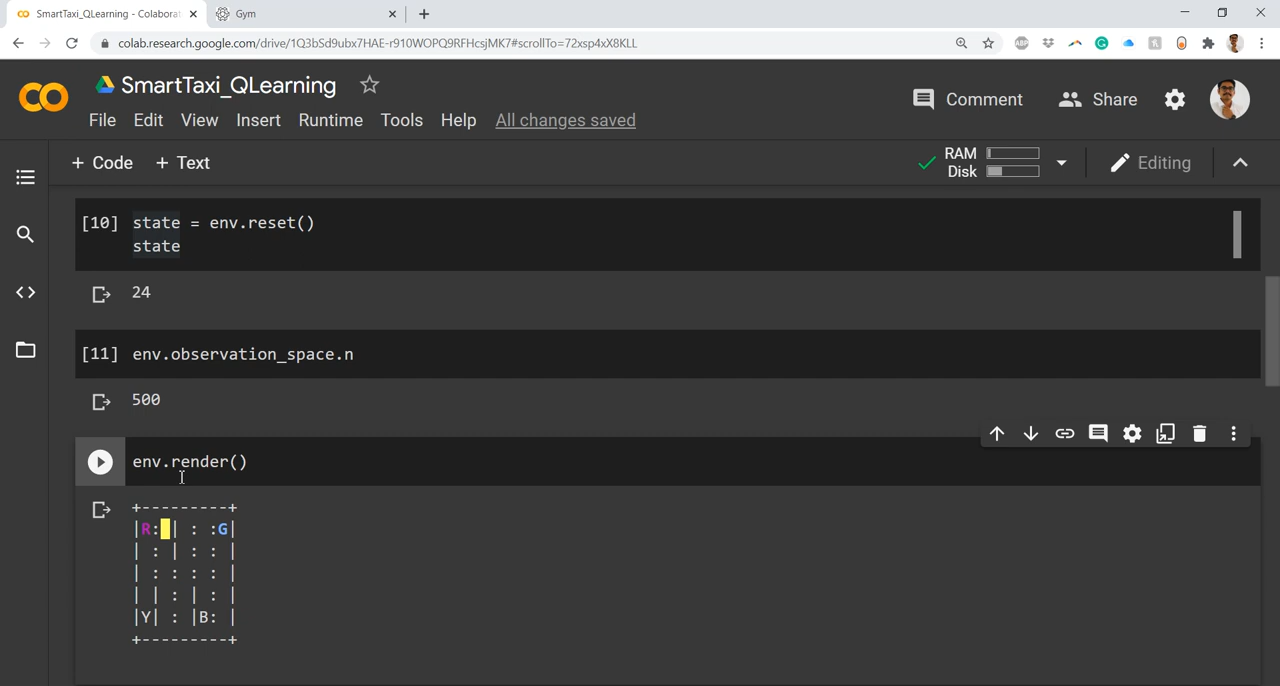 SmartTaxi_QLearning - Colaborat
Gym
colab.research.google.com/drive/1Q3bSd9ubx7HAE-r910WOPQ9RFHcsjMK7#scrollTo=72xsp4xX8KLL
ABP
SmartTaxi_QLearning
Comment
Share
File Edit View Insert Runtime Tools Help All changes saved
+ Code + Text
RAM
Disk
Editing
[10] state = env.reset()
state
24
[11] env.observation_space.n
500
env.render()
+---------+
|R: | : :G|
| : | : : |
| : : : : |
| | : | : |
|Y| : |B: |
+---------+